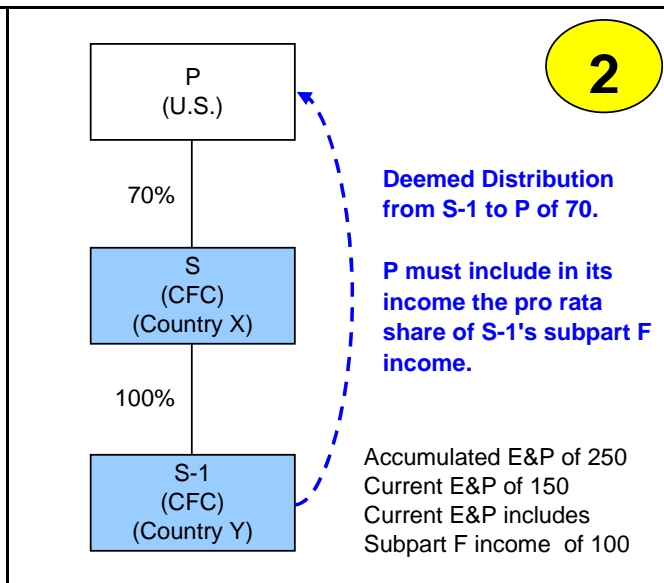 2
P
(U.S.)
70%
Deemed Distribution
from S-1 to P of 70.
P must include in its
income the pro rata
share of S-1's subpart F
income.
S
(CFC)
(Country X)
100%
S-1
(CFC)
(Country Y)
Accumulated E&P of 250
Current E&P of 150
Current E&P includes
Subpart F income of 100